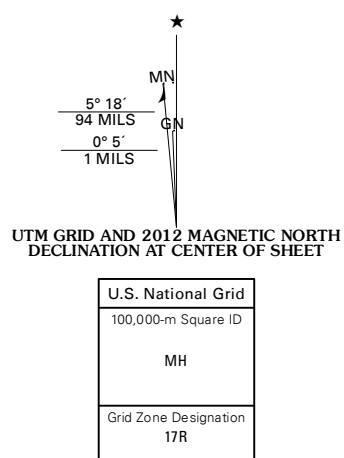 ★
MN
5° 18´
94 MILS
GN
0° 5´
1 MILS
UTM GRID AND 2012 MAGNETIC NORTH
DECLINATION AT CENTER OF SHEET
U.S. National Grid
100,000-m Square ID
MH
Grid Zone Designation
17R